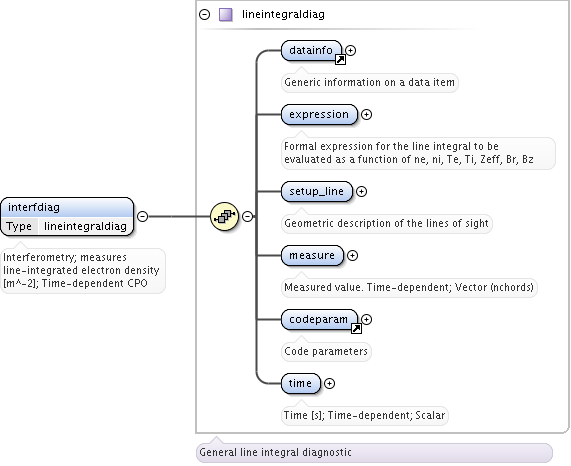 lineintegraldiag
datainfo
Generic information on a data item
expression
Formal expression for the line integral to be
evaluated as a function of ne, ni, Te, Ti, Zeff, Br, Bz
setup_line
Geometric description of the lines of sight
interfdiag
Type lineintegraldiag
Interferometry; measures
line-integrated electron density
[m^-2]; Time-dependent CPO
measure
Measured value. Time-dependent; Vector (nchords)
codeparam
Code parameters
time
Time [s]; Time-dependent; Scalar
General line integral diagnostic